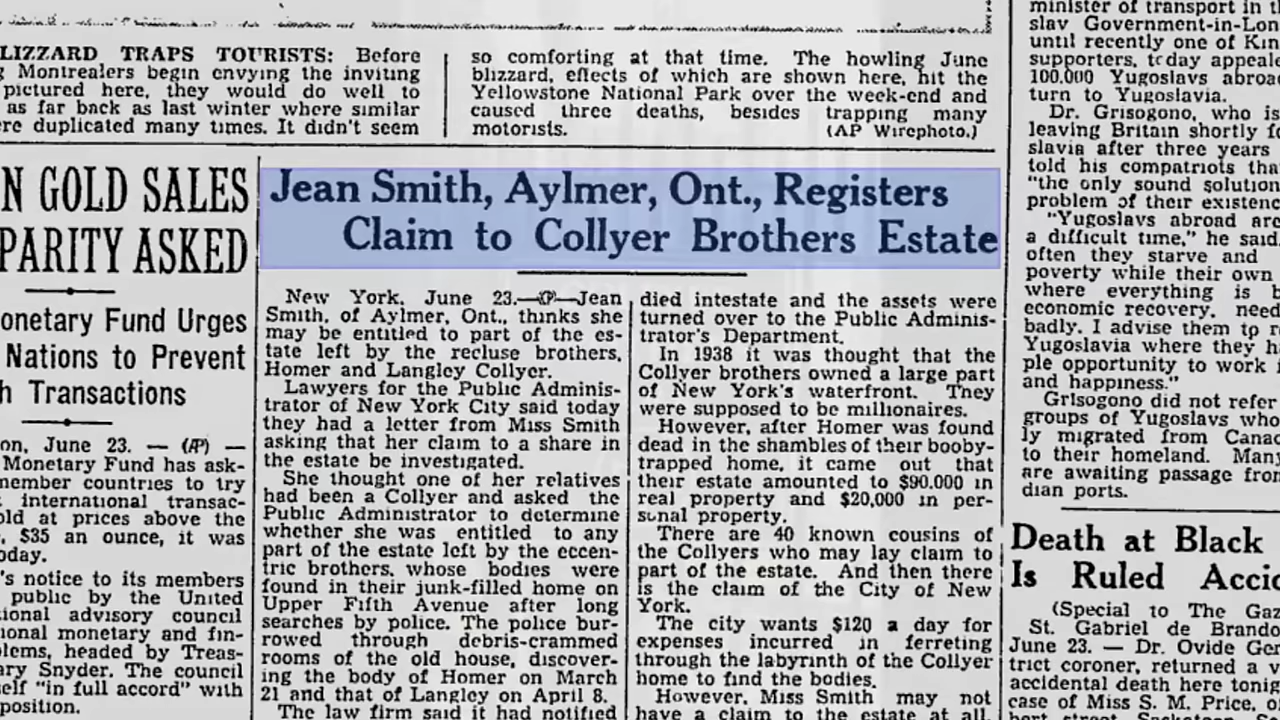 LIZZARD TRAPS TOURISTS: Before
Montrealers begin envying the inviting
pictured here, they would do well to
as far back as last winter where similar
re duplicated many times. It didn't seem
so comforting at that time. The howling June
blizzard, effects of which are shown here, hit the
Yellowstone National Park over the week-end and
caused three deaths, besides trapping many
motorists. (AP Wirephoto.)
N GOLD SALES
PARITY ASKED
onetary Fund Urges
Nations to Prevent
h Transactions
on, June 23. — (AP) —
Monetary Fund has ask-
member countries to try
international transac-
old at prices above the
$35 an ounce, it was
oday.
's notice to its members
public by the United
ional advisory council
ional monetary and fin-
blems, headed by Treas-
ary Snyder. The council
self "in full accord" with
position.
Jean Smith, Aylmer, Ont., Registers
Claim to Collyer Brothers Estate
New York, June 23.—(AP)—Jean
Smith, of Aylmer, Ont., thinks she
may be entitled to part of the es-
tate left by the recluse brothers,
Homer and Langley Collyer.
Lawyers for the Public Adminis-
trator of New York City said today
they had a letter from Miss Smith
asking that her claim to a share in
the estate be investigated.
She thought one of her relatives
had been a Collyer and asked the
Public Administrator to determine
whether she was entitled to any
part of the estate left by the eccen-
tric brothers, whose bodies were
found in their junk-filled home on
Upper Fifth Avenue after long
searches by police. The police bur-
rowed through debris-crammed
rooms of the old house, discover-
ing the body of Homer on March
21 and that of Langley on April 8.
The law firm said it had notified
died intestate and the assets were
turned over to the Public Adminis-
trator's Department.
In 1938 it was thought that the
Collyer brothers owned a large part
of New York's waterfront. They
were supposed to be millionaires.
However, after Homer was found
dead in the shambles of their booby-
trapped home, it came out that
their estate amounted to $90.000 in
real property and $20,000 in per-
sonal property.
There are 40 known cousins of
the Collyers who may lay claim to
part of the estate. And then there
is the claim of the City of New
York.
The city wants $120 a day for
expenses incurred in ferreting
through the labyrinth of the Collyer
home to find the bodies.
However, Miss Smith may not
have a claim to the estate at all.
minister of transport in t
slav Government-in-Lon
until recently one of Kin
supporters, today appeale
100.000 Yugoslavs abroa
turn to Yugoslavia.
Dr. Grisogono, who is
leaving Britain shortly fo
slavia after three years
told his compatriots tha
"the only sound solution
problem of their existenc
"Yugoslavs abroad are
a difficult time," he said
often they starve and
poverty while their own
where everything is b
economic recovery, need
badly. I advise them to r
Yugoslavia where they h
ple opportunity to work
and happiness."
Grisogono did not refer
groups of Yugoslavs who
ly migrated from Canad
to their homeland. Many
are awaiting passage from
dian ports.
Death at Black
Is Ruled Accid
(Special to The Gaz
St. Gabriel de Brando
June 23. — Dr. Ovide Ger
trict coroner, returned a v
accidental death here tonig
case of Miss S. M. Price, o